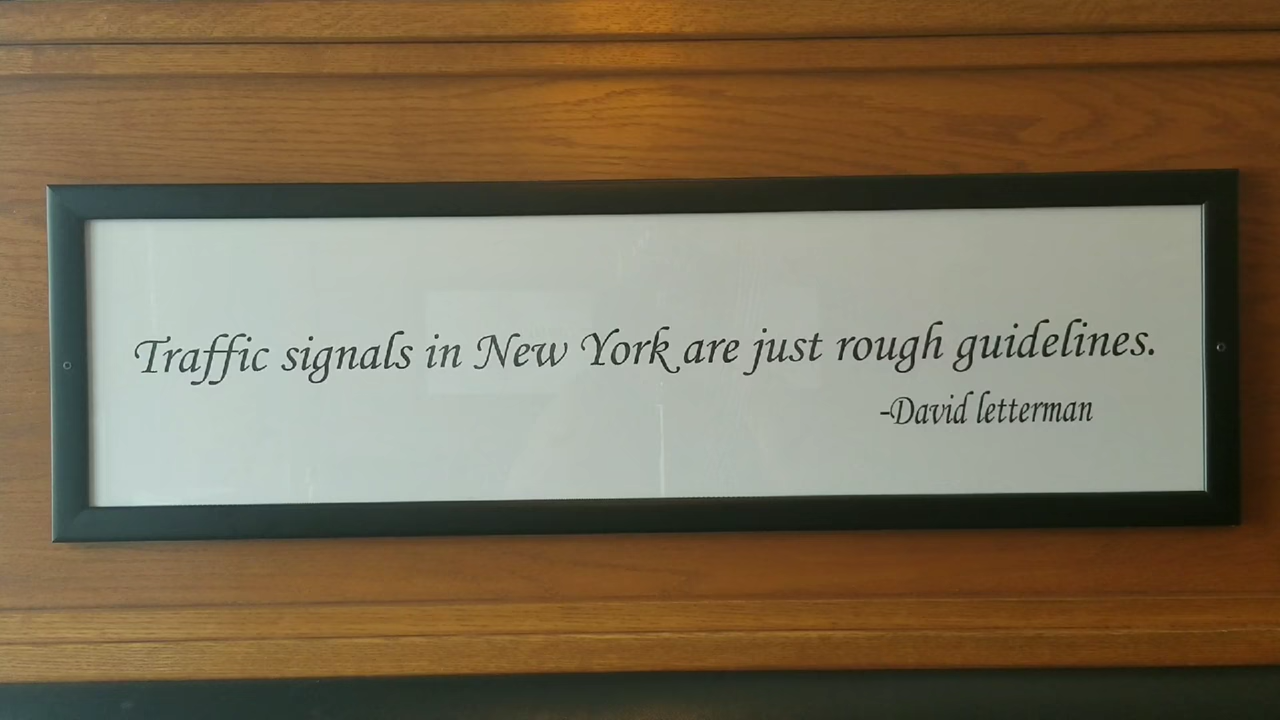 Traffic signals in New York are just rough guidelines.
-David letterman